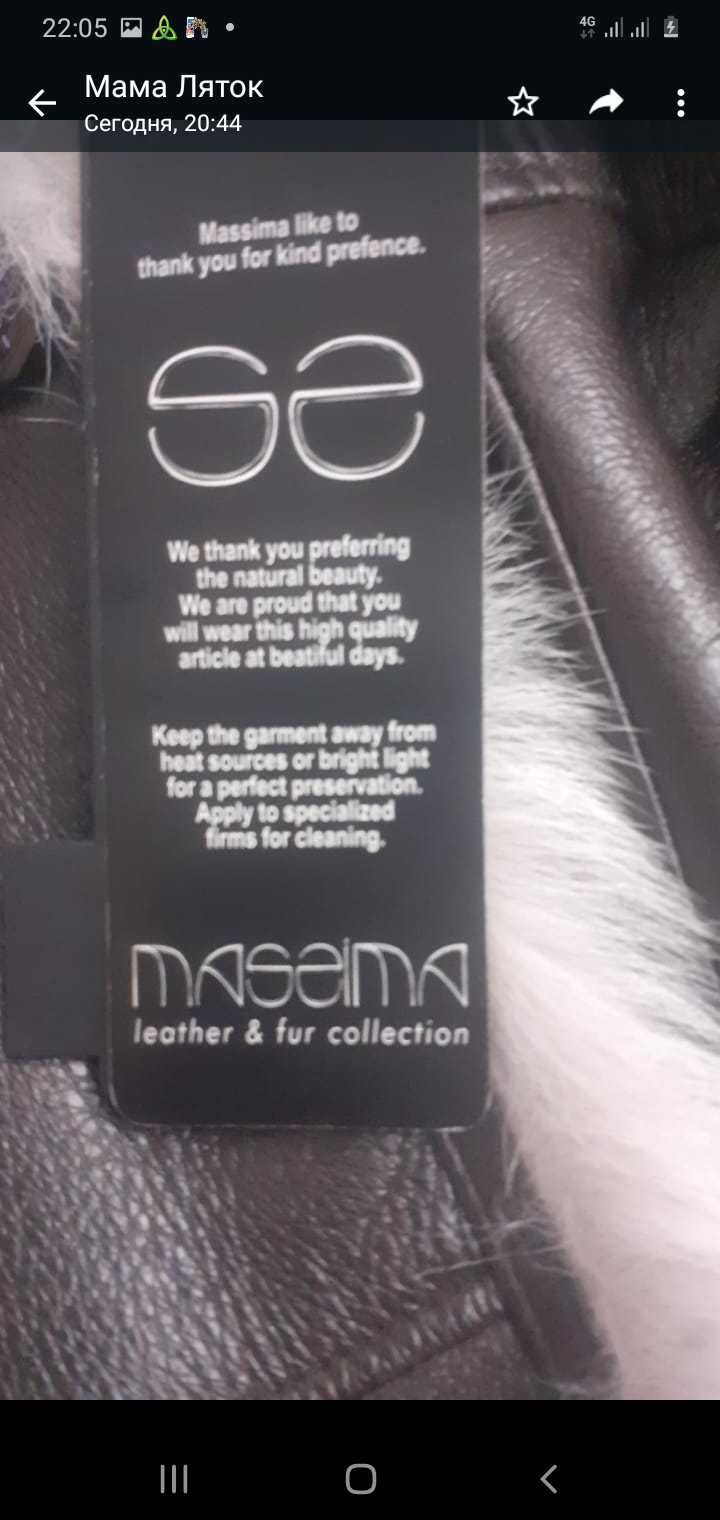 22:05
4G
Мама Ляток
Сегодня, 20:44
Massima like to
thank you for kind prefence.
We thank you preferring
the natural beauty.
We are proud that you
will wear this high quality
article at beatiful days.
Keep the garment away from
heat sources or bright light
for a perfect preservation.
Apply to specialized
firms for cleaning.
massima
leather & fur collection